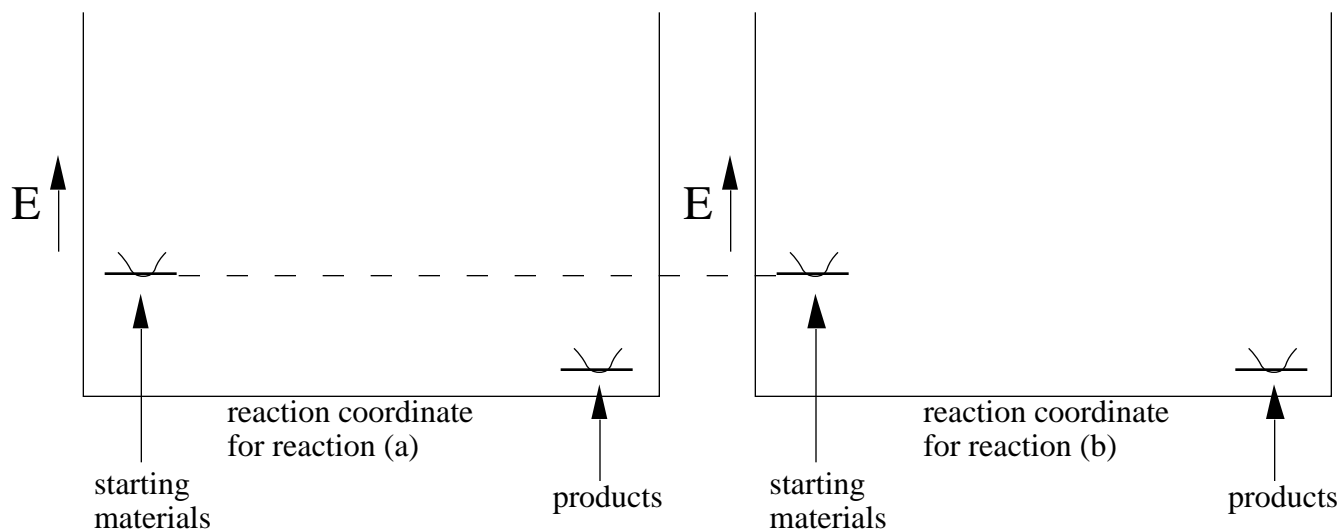 E
reaction coordinate
for reaction (a)
starting
materials
products
E
reaction coordinate
for reaction (b)
starting
materials
products